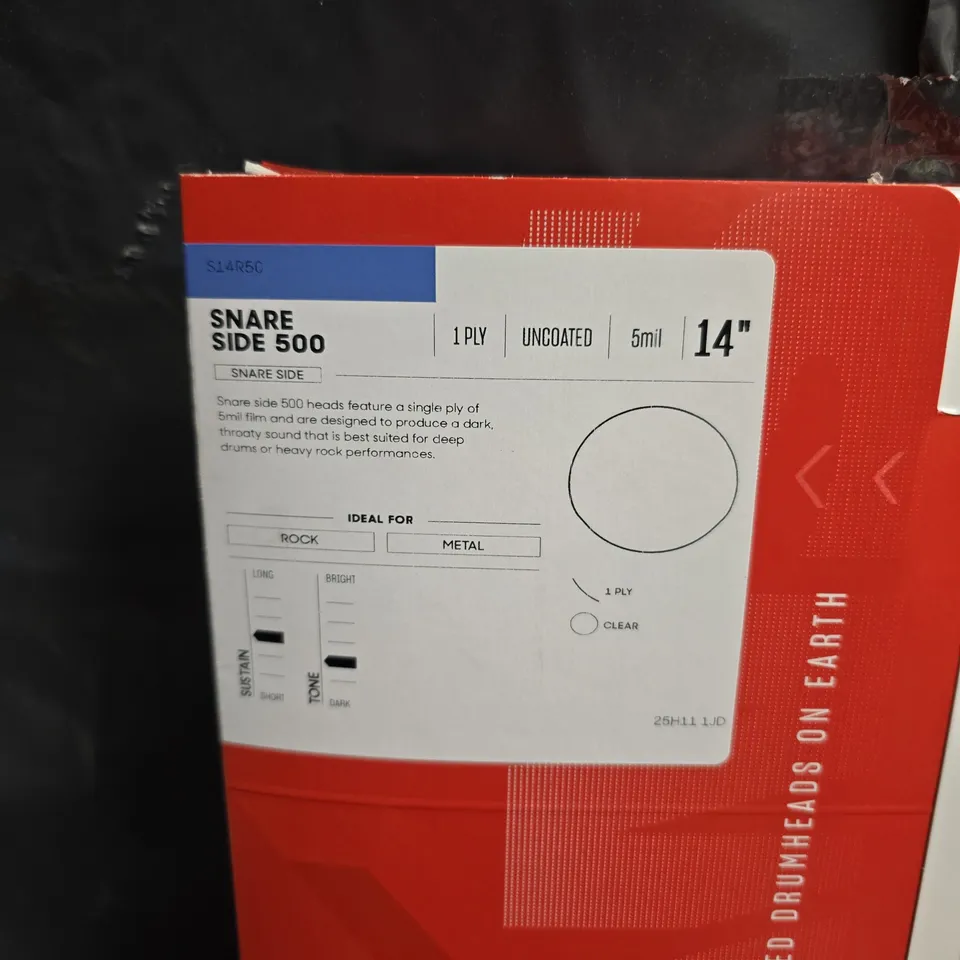 S14R50
SNARE
SIDE 500
1 PLY
UNCOATED
5mil
14"
SNARE SIDE
Snare side 500 heads feature a single ply of
5mil film and are designed to produce a dark,
throaty sound that is best suited for deep
drums or heavy rock performances.
IDEAL FOR
ROCK
METAL
LONG
SUSTAIN
SHORT
BRIGHT
TONE
DARK
1 PLY
CLEAR
25H11 1JD
ED DRUMHEADS ON EARTH